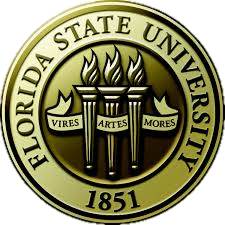 FLORIDA STATE UNIVERSITY
VIRES ARTES MORES
1851